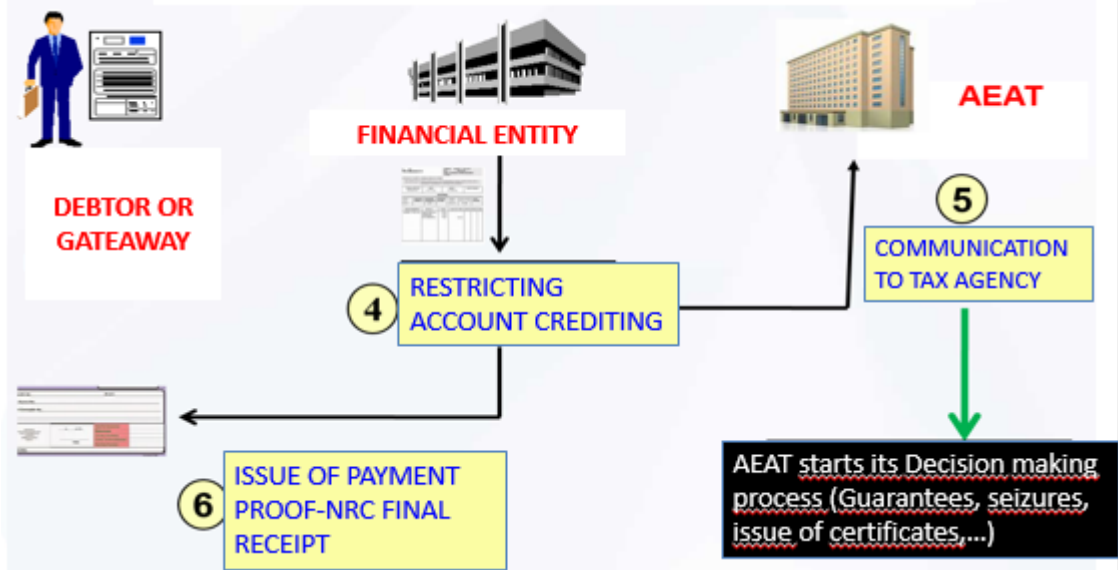 FINANCIAL ENTITY
AEAT
DEBTOR OR
GATEAWAY
5
COMMUNICATION
TO TAX AGENCY
4
RESTRICTING
ACCOUNT CREDITING
6
ISSUE OF PAYMENT
PROOF-NRC FINAL
RECEIPT
AEAT starts its Decision making
process (Guarantees, seizures,
issue of certificates,...)